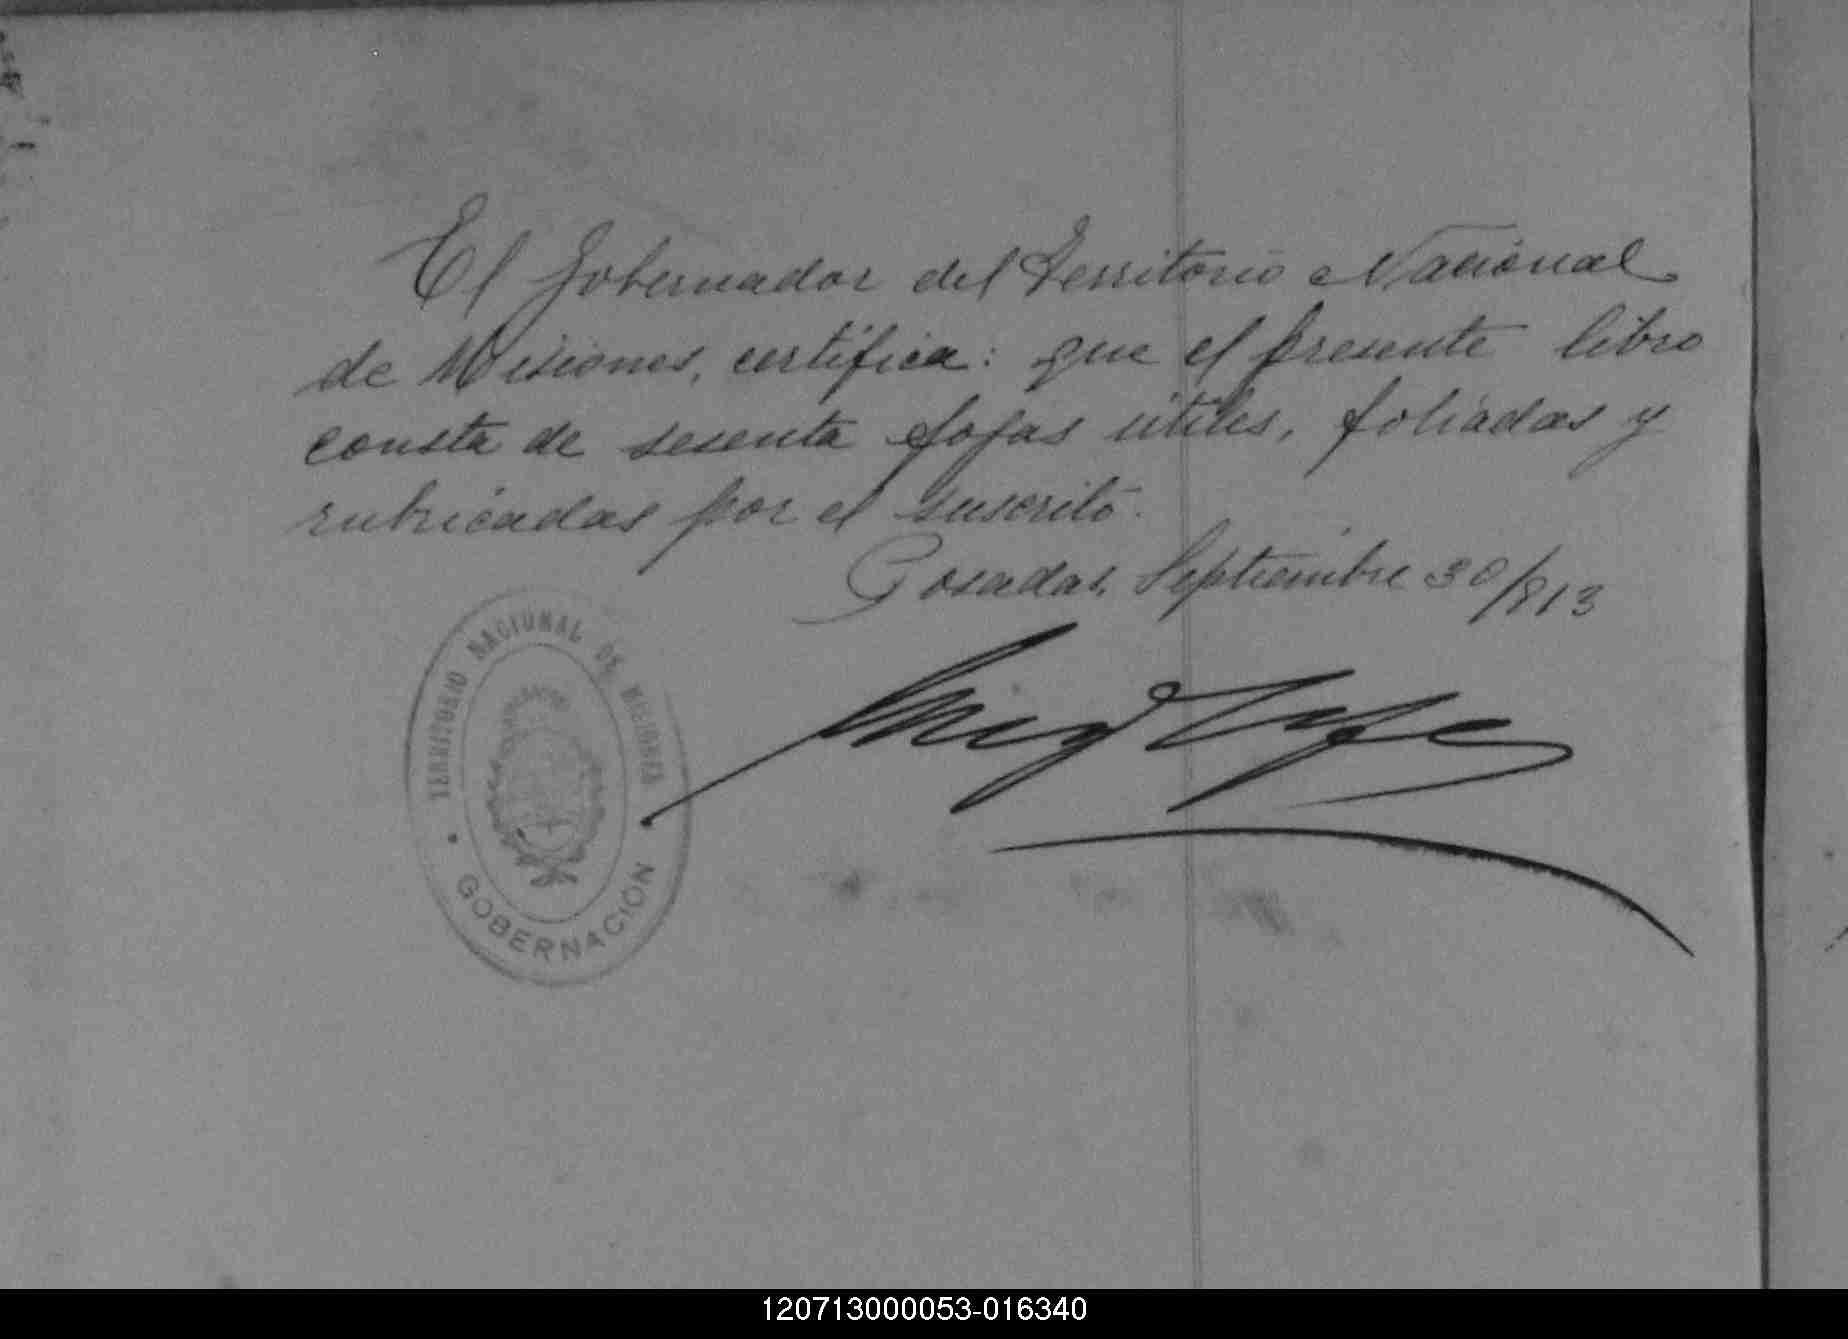 El Gobernador del Territorio Nacional
de Misiones, certifica: que el presente libro
consta de sesenta fojas útiles, foliadas y
rubricadas por el suscrito.
Posadas, Septiembre 30/913
TERRITORIO NACIONAL DE MISIONES
GOBERNACION
120713000053-016340